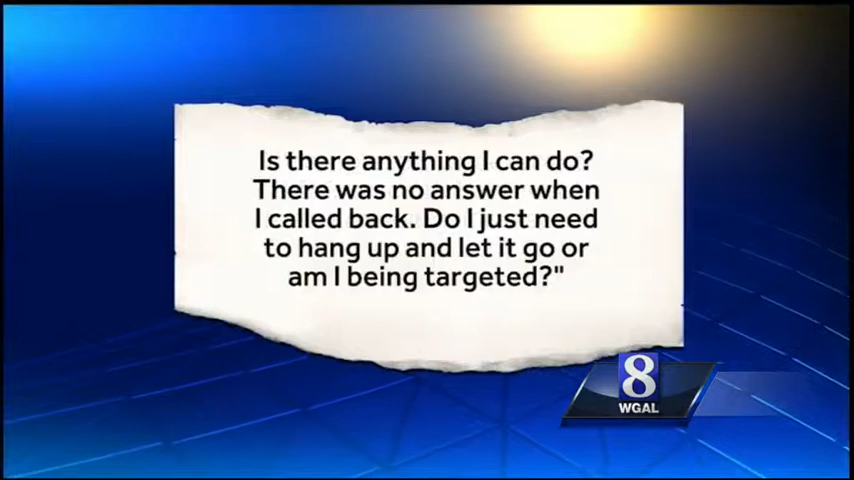 Is there anything I can do?
There was no answer when
I called back. Do I just need
to hang up and let it go or
am I being targeted?"
8
WGAL